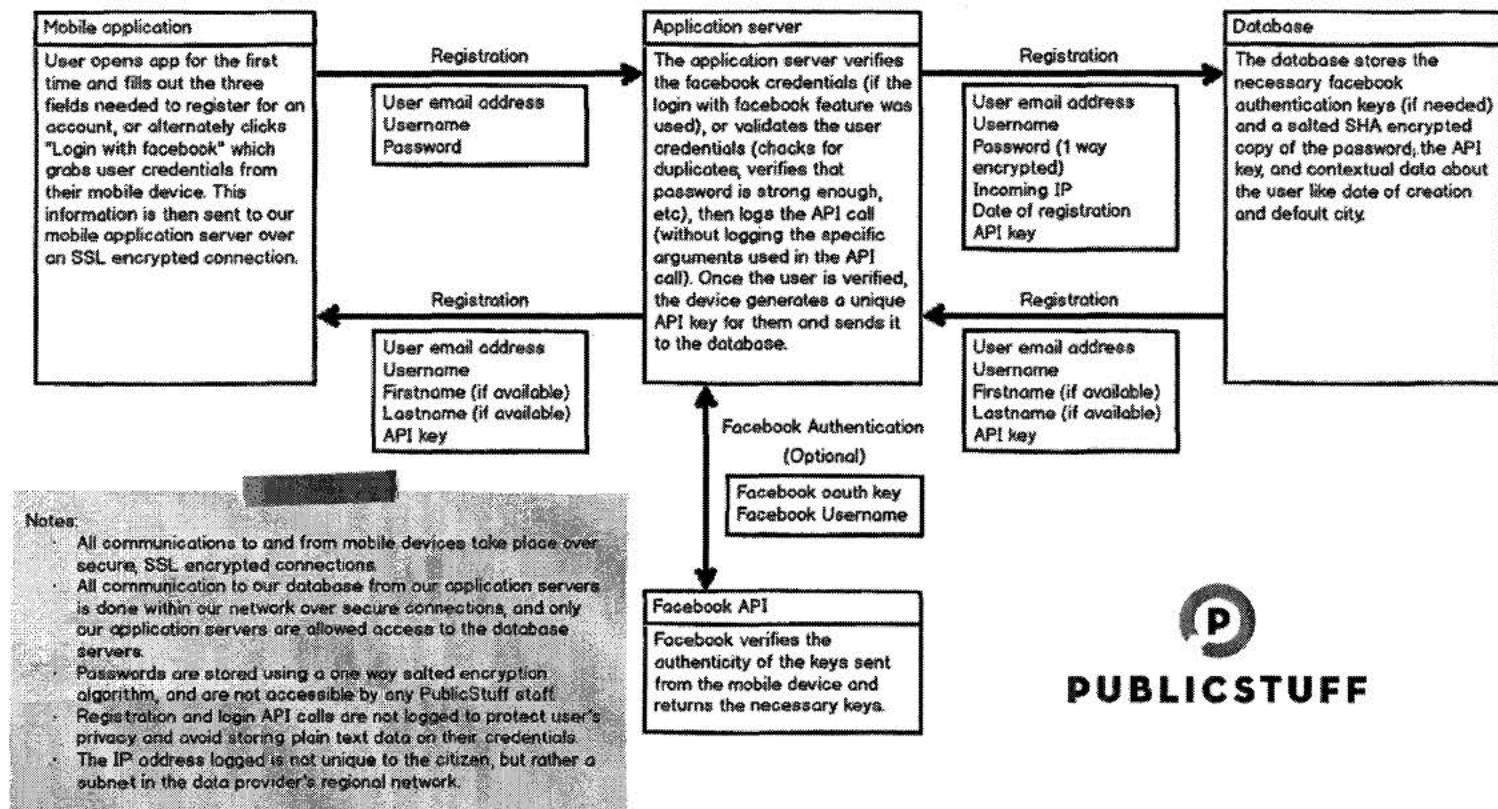 Mobile application
User opens app for the first
time and fills out the three
fields needed to register for an
account, or alternately clicks
"Login with facebook" which
grabs user credentials from
their mobile device. This
information is then sent to our
mobile application server over
an SSL encrypted connection.
Registration
User email address
Username
Password
Registration
User email address
Username
Firstname (if available)
Lastname (if available)
API key
Application server
The application server verifies
the facebook credentials (if the
login with facebook feature was
used), or validates the user
credentials (chacks for
duplicates, verifies that
password is strong enough,
etc), then logs the API call
(without logging the specific
arguments used in the API
call). Once the user is verified,
the device generates a unique
API key for them and sends it
to the database.
Registration
User email address
Username
Password (1 way
encrypted)
Incoming IP
Date of registration
API key
Registration
User email address
Username
Firstname (if available)
Lastname (if available)
API key
Database
The database stores the
necessary facebook
authentication keys (if needed)
and a salted SHA encrypted
copy of the password, the API
key, and contextual data about
the user like date of creation
and default city.
Facebook Authentication
(Optional)
Facebook oauth key
Facebook Username
Facebook API
Facebook verifies the
authenticity of the keys sent
from the mobile device and
returns the necessary keys.
Notes:
· All communications to and from mobile devices take place over
secure, SSL encrypted connections.
· All communication to our database from our application servers
is done within our network over secure connections, and only
our application servers are allowed access to the database
servers.
· Passwords are stored using a one way salted encryption
algorithm, and are not accessible by any PublicStuff staff.
· Registration and login API calls are not logged to protect user's
privacy and avoid storing plain text data on their credentials.
· The IP address logged is not unique to the citizen, but rather a
subnet in the data provider's regional network.
P
PUBLICSTUFF